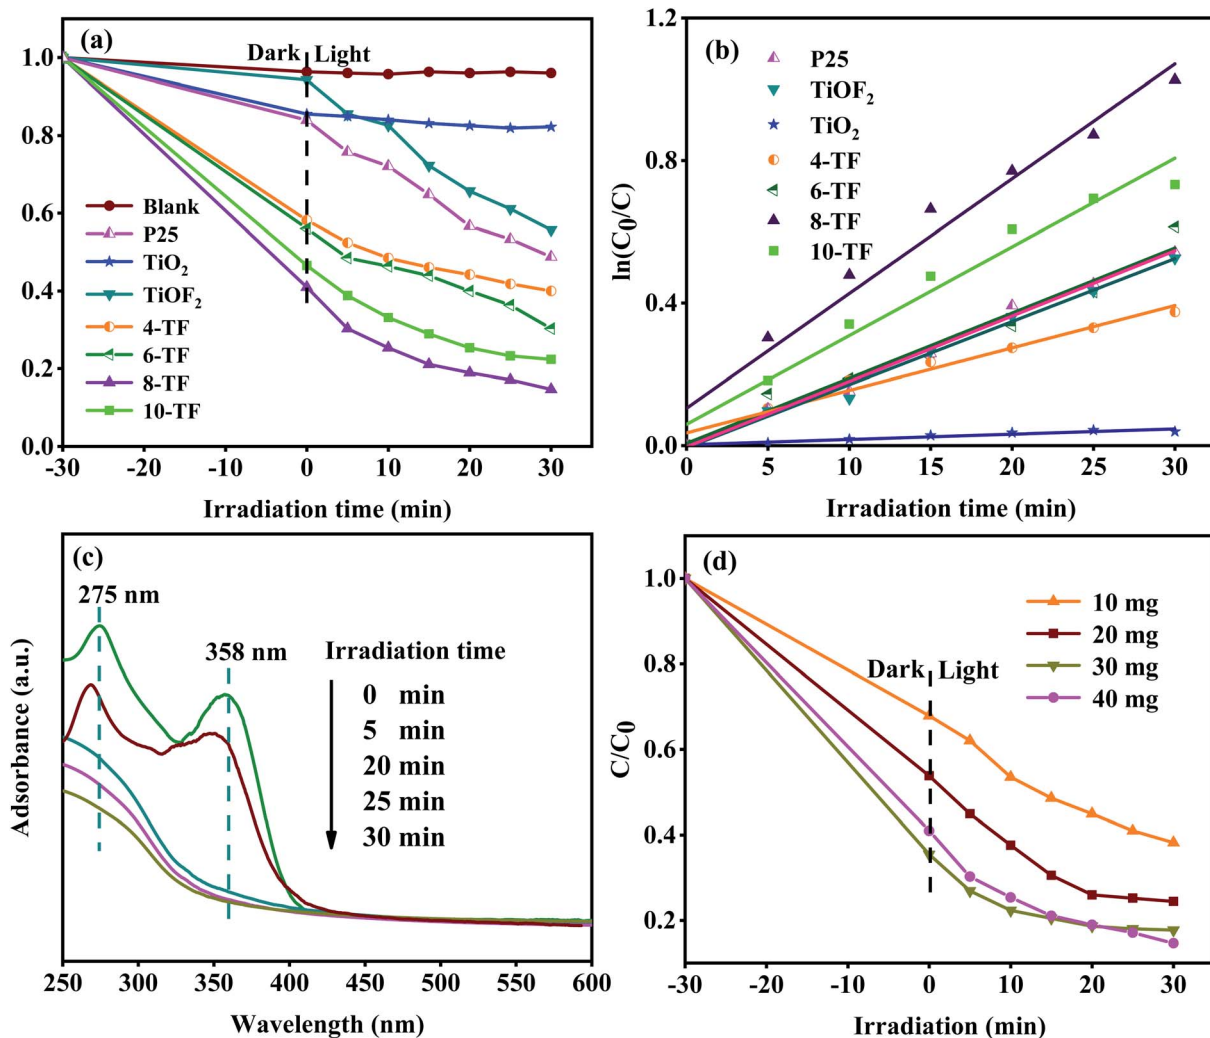 (a)
Dark Light
1.0
0.8
0.6
0.4
0.2
0.0
Blank
P25
TiO2
TiOF2
4-TF
6-TF
8-TF
10-TF
-30 -20 -10 0 10 20 30
Irradiation time (min)
(b)
ln(C0/C)
1.2
0.8
0.4
0.0
P25
TiOF2
TiO2
4-TF
6-TF
8-TF
10-TF
0 5 10 15 20 25 30
Irradiation time (min)
(c)
Adsorbance (a.u.)
275 nm
358 nm
Irradiation time
0 min
5 min
20 min
25 min
30 min
250 300 350 400 450 500 550 600
Wavelength (nm)
(d)
C/C0
1.0
0.8
0.6
0.4
0.2
Dark Light
10 mg
20 mg
30 mg
40 mg
-30 -20 -10 0 10 20 30
Irradiation (min)